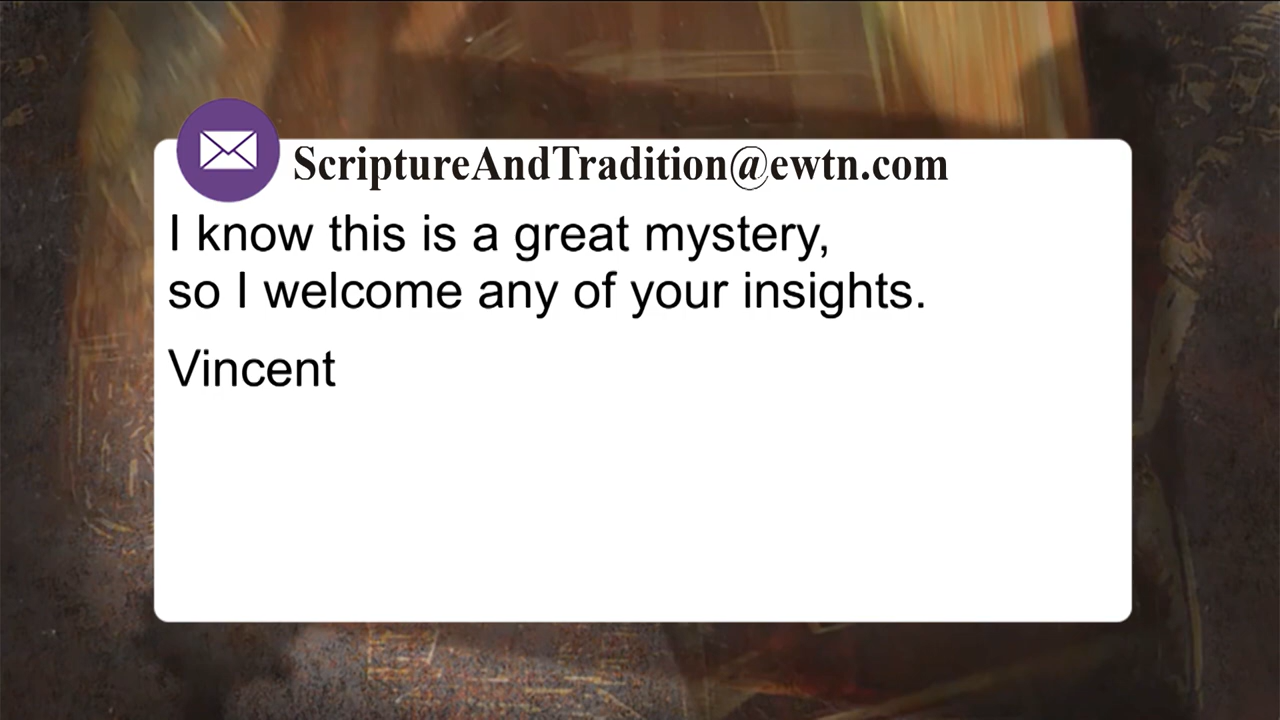 ScriptureAndTradition@ewtn.com
I know this is a great mystery,
so I welcome any of your insights.
Vincent